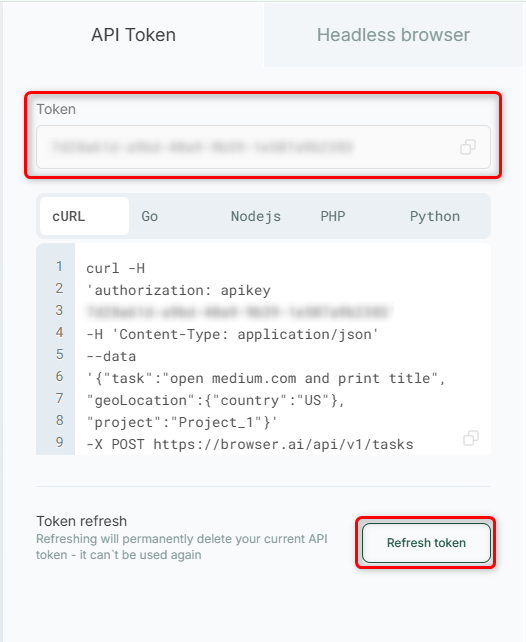 API Token
Headless browser
Token
cURL
Go
Nodejs
PHP
Python
1 curl -H
2 'authorization: apikey
3
4 -H 'Content-Type: application/json'
5 --data
6 '{"task":"open medium.com and print title",
7 "geoLocation":{"country":"US"},
8 "project":"Project_1"}'
9 -X POST https://browser.ai/api/v1/tasks
Token refresh
Refreshing will permanently delete your current API
token - it can`t be used again
Refresh token